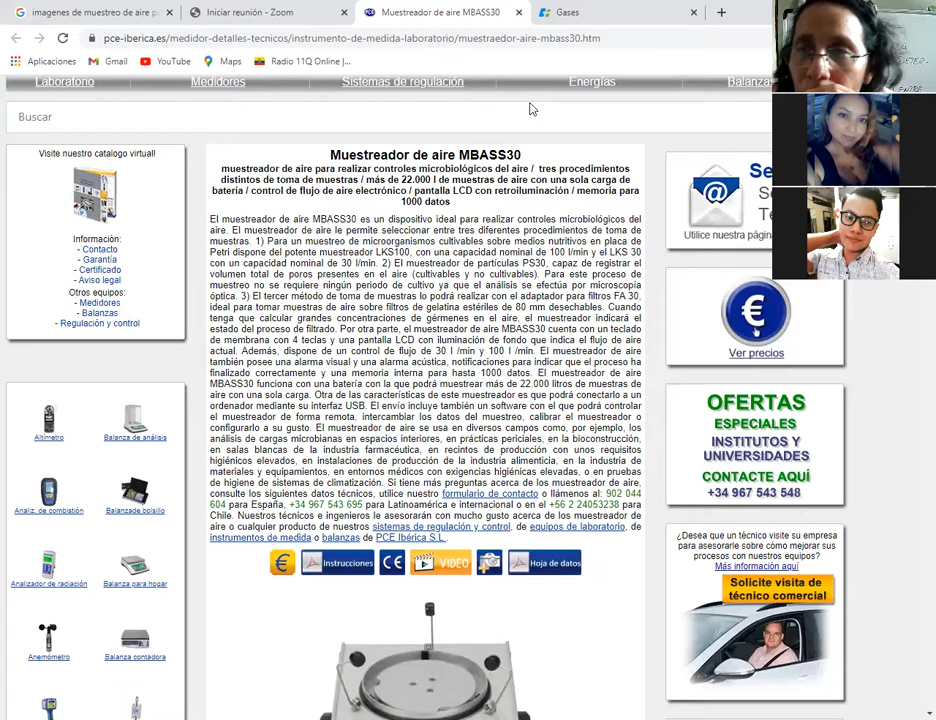 imagenes de muestreo de aire p
Iniciar reunión - Zoom
Muestreador de aire MBASS30
Gases
pce-iberica.es/medidor-detalles-tecnicos/instrumento-de-medida-laboratorio/muestraedor-aire-mbass30.htm
Aplicaciones
Gmail
YouTube
Maps
Radio 11Q Online |...
Laboratorio
Medidores
Sistemas de regulación
Energías
Balanzas
Buscar
Visite nuestro catalogo virtual!
Información:
- Contacto
- Garantía
- Certificado
- Aviso legal
Otros equipos:
- Medidores
- Balanzas
- Regulación y control
Altímetro
Balanza de análisis
Analiz. de combistión
Balanzade bolsillo
Analizador de radiación
Balanza para hogar
Anemómetro
Balanza contadora
Muestreador de aire MBASS30
muestreador de aire para realizar controles microbiológicos del aire / tres procedimientos
distintos de toma de muestras / más de 22.000 l de muestras de aire con una sola carga de
batería / control de flujo de aire electrónico / pantalla LCD con retroiluminación / memoria para
1000 datos
El muestreador de aire MBASS30 es un dispositivo ideal para realizar controles microbiológicos del
aire. El muestreador de aire le permite seleccionar entre tres diferentes procedimientos de toma de
muestras. 1) Para un muestreo de microorganismos cultivables sobre medios nutritivos en placa de
Petri dispone del potente muestreador LKS100, con una capacidad nominal de 100 l/min y el LKS 30
con un capacidad nominal de 30 l/min. 2) El muestreador de partículas PS30, capaz de registrar el
volumen total de poros presentes en el aire (cultivables y no cultivables). Para este proceso de
muestreo no se requiere ningún periodo de cultivo ya que el análisis se efectúa por microscopía
óptica. 3) El tercer método de toma de muestras lo podrá realizar con el adaptador para filtros FA 30,
ideal para tomar muestras de aire sobre filtros de gelatina estériles de 80 mm desechables. Cuando
tenga que calcular grandes concentraciones de gérmenes en el aire, el muestreador indicará el
estado del proceso de filtrado. Por otra parte, el muestreador de aire MBASS30 cuenta con un teclado
de membrana con 4 teclas y una pantalla LCD con iluminación de fondo que indica el flujo de aire
actual. Además, dispone de un control de flujo de 30 l /min y 100 l /min. El muestreador de aire
también posee una alarma visual y una alarma acústica, notificaciones para indicar que el proceso ha
finalizado correctamente y una memoria interna para hasta 1000 datos. El muestreador de aire
MBASS30 funciona con una batería con la que podrá muestrear más de 22.000 litros de muestras de
aire con una sola carga. Otra de las características de este muestreador es que podrá conectarlo a un
ordenador mediante su interfaz USB. El envío incluye también un software con el que podrá controlar
el muestreador de forma remota, intercambiar los datos del muestreo, calibrar el muestreador o
configurarlo a su gusto. El muestreador de aire se usa en diversos campos como, por ejemplo, los
análisis de cargas microbianas en espacios interiores, en prácticas periciales, en la bioconstrucción,
en salas blancas de la industria farmacéutica, en recintos de producción con unos requisitos
higiénicos elevados, en instalaciones de producción de la industria alimenticia, en la industria de
materiales y equipamientos, en entornos médicos con exigencias higiénicas elevadas, o en pruebas
de higiene de sistemas de climatización. Si tiene más preguntas acerca de los muestreador de aire,
consulte los siguientes datos técnicos, utilice nuestro formulario de contacto o llámenos al: 902 044
604 para España, +34 967 543 695 para Latinoamérica e internacional o en el +56 2 24053238 para
Chile. Nuestros técnicos e ingenieros le asesorarán con mucho gusto acerca de los muestreador de
aire o cualquier producto de nuestros sistemas de regulación y control, de equipos de laboratorio, de
instrumentos de medida o balanzas de PCE Ibérica S.L..
€
Instrucciones
CE
VIDEO
Hoja de datos
@
Se
Se
Te
Utilice nuestra página
€
Ver precios
OFERTAS
ESPECIALES
INSTITUTOS Y
UNIVERSIDADES
CONTACTE AQUÍ
+34 967 543 548
¿Desea que un técnico visite su empresa
para asesorarle sobre cómo mejorar sus
procesos con nuestros equipos?
Más información aquí
Solicite visita de
técnico comercial